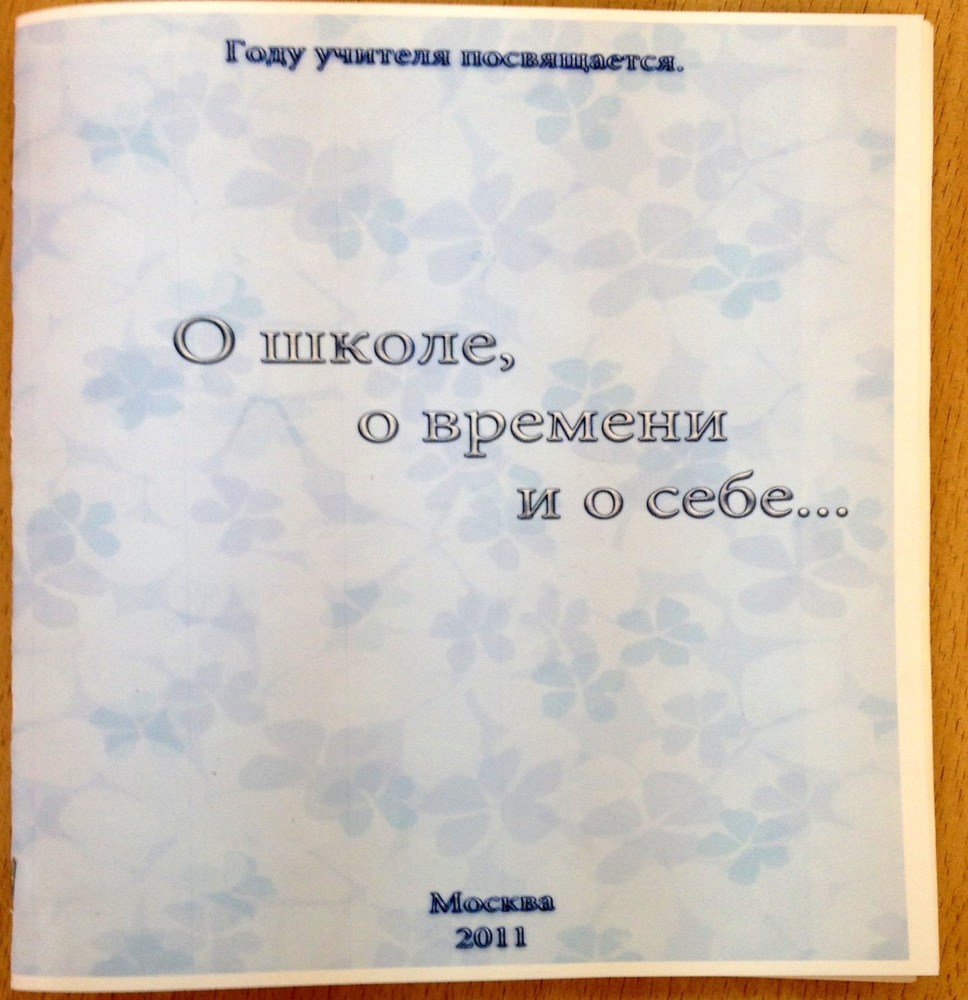 Году учителя посвящается.
О школе,
о времени
и о себе...
Москва
2011